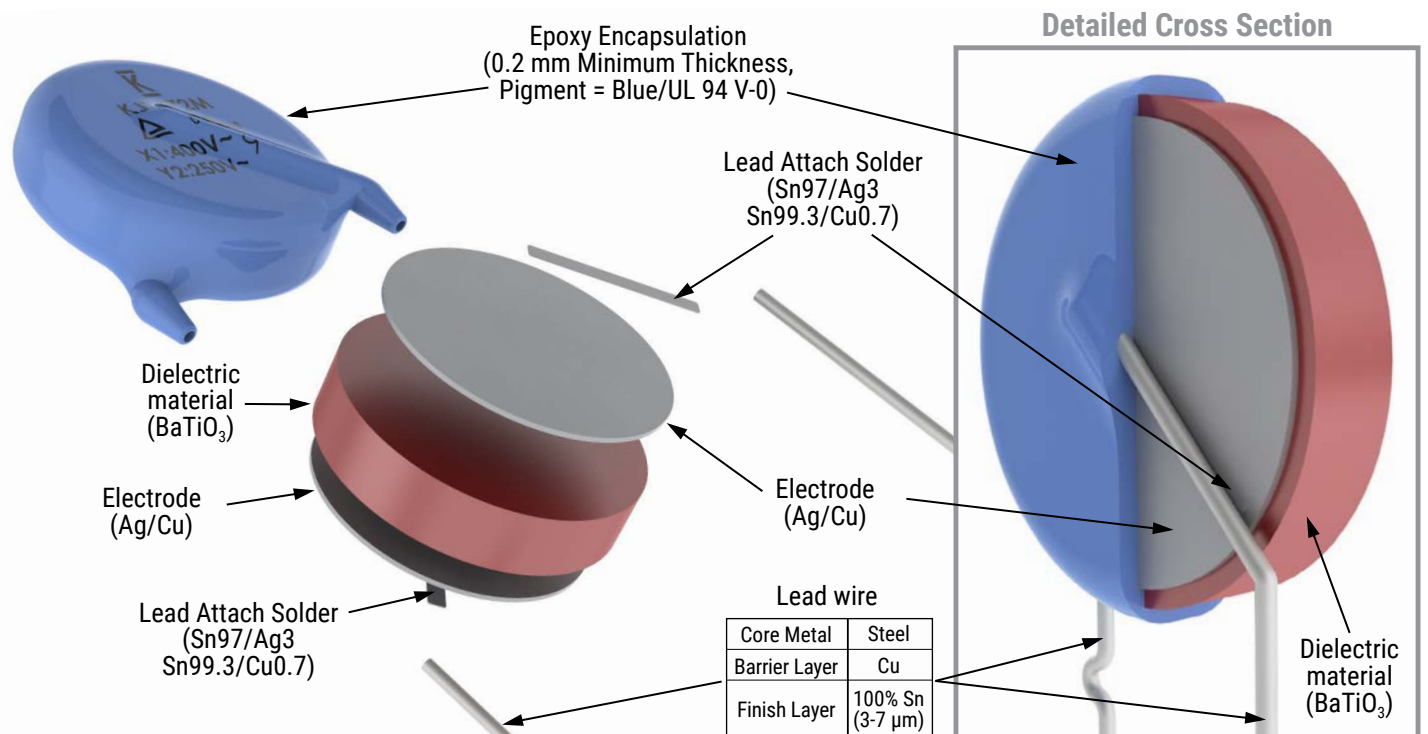 Detailed Cross Section
Epoxy Encapsulation
(0.2 mm Minimum Thickness,
Pigment = Blue/UL 94 V-0)
K
X1:400V~
Y2:250V~
Lead Attach Solder
(Sn97/Ag3
Sn99.3/Cu0.7)
Dielectric
material
(BaTiO₃)
Electrode
(Ag/Cu)
Electrode
(Ag/Cu)
Lead Attach Solder
(Sn97/Ag3
Sn99.3/Cu0.7)
Lead wire
Core Metal Steel
Barrier Layer Cu
Finish Layer 100% Sn
(3-7 µm)
Dielectric
material
(BaTiO₃)